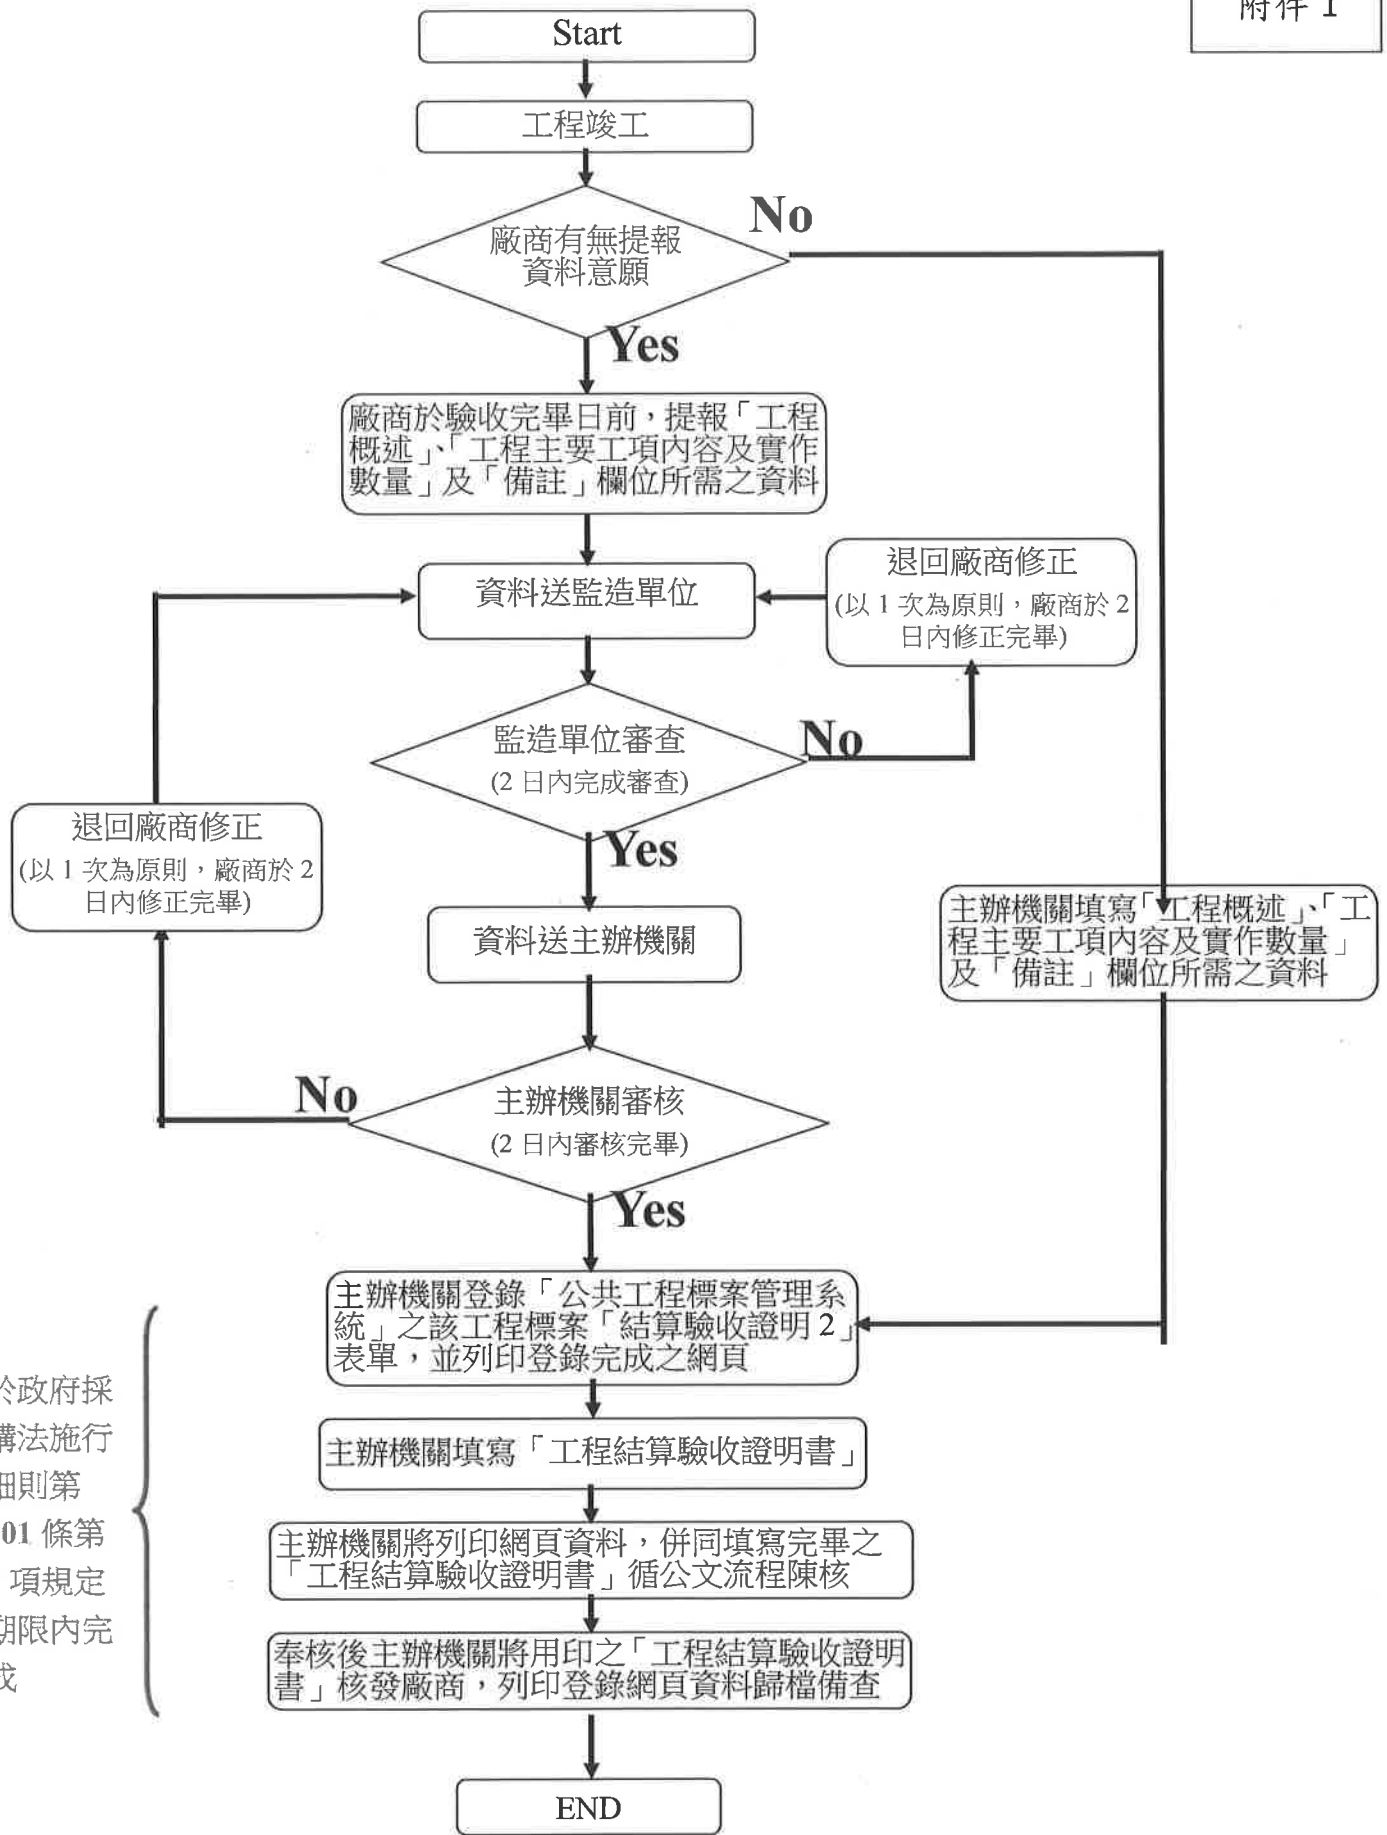 附件 1
Start
工程竣工
廠商有無提報
資料意願
No
Yes
廠商於驗收完畢日前，提報「工程
概述」、「工程主要工項內容及實作
數量」及「備註」欄位所需之資料
資料送監造單位
退回廠商修正
(以 1 次為原則，廠商於 2
日內修正完畢)
監造單位審查
(2 日內完成審查)
No
Yes
退回廠商修正
(以 1 次為原則，廠商於 2
日內修正完畢)
資料送主辦機關
主辦機關填寫「工程概述」、「工
程主要工項內容及實作數量」
及「備註」欄位所需之資料
主辦機關審核
(2 日內審核完畢)
No
Yes
主辦機關登錄「公共工程標案管理系
統」之該工程標案「結算驗收證明 2」
表單，並列印登錄完成之網頁
於政府採
購法施行
細則第
01 條第
項規定
期限內完
成
主辦機關填寫「工程結算驗收證明書」
主辦機關將列印網頁資料，併同填寫完畢之
「工程結算驗收證明書」循公文流程陳核
奉核後主辦機關將用印之「工程結算驗收證明
書」核發廠商，列印登錄網頁資料歸檔備查
END